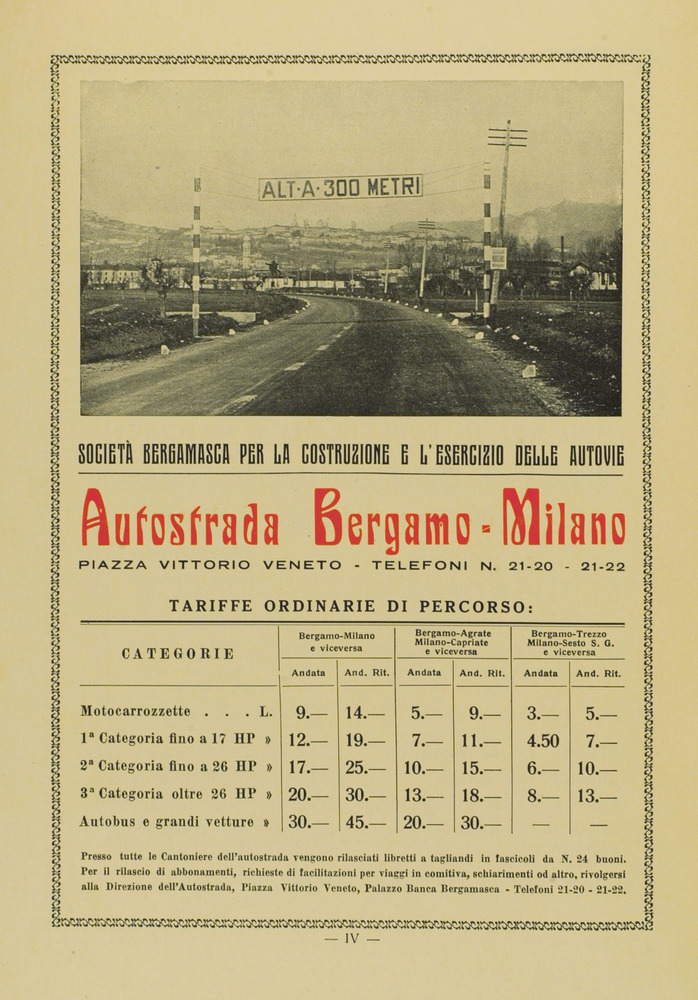 ALT·A·300 METRI
SOCIETÀ BERGAMASCA PER LA COSTRUZIONE E L'ESERCIZIO DELLE AUTOVIE
Autostrada Bergamo-Milano
PIAZZA VITTORIO VENETO - TELEFONI N. 21-20 - 21-22
TARIFFE ORDINARIE DI PERCORSO:
CATEGORIE
Bergamo-Milano
e viceversa
Bergamo-Agrate
Milano-Capriate
e viceversa
Bergamo-Trezzo
Milano-Sesto S. G.
e viceversa
Andata And. Rit. Andata And. Rit. Andata And. Rit.
Motocarrozzette . . . L. 9.— 14.— 5.— 9.— 3.— 5.—
1ª Categoria fino a 17 HP » 12.— 19.— 7.— 11.— 4.50 7.—
2ª Categoria fino a 26 HP » 17.— 25.— 10.— 15.— 6.— 10.—
3ª Categoria oltre 26 HP » 20.— 30.— 13.— 18.— 8.— 13.—
Autobus e grandi vetture » 30.— 45.— 20.— 30.— — —
Presso tutte le Cantoniere dell'autostrada vengono rilasciati libretti a tagliandi in fascicoli da N. 24 buoni.
Per il rilascio di abbonamenti, richieste di facilitazioni per viaggi in comitiva, schiarimenti od altro, rivolgersi
alla Direzione dell'Autostrada, Piazza Vittorio Veneto, Palazzo Banca Bergamasca - Telefoni 21-20 - 21-22.
— IV —